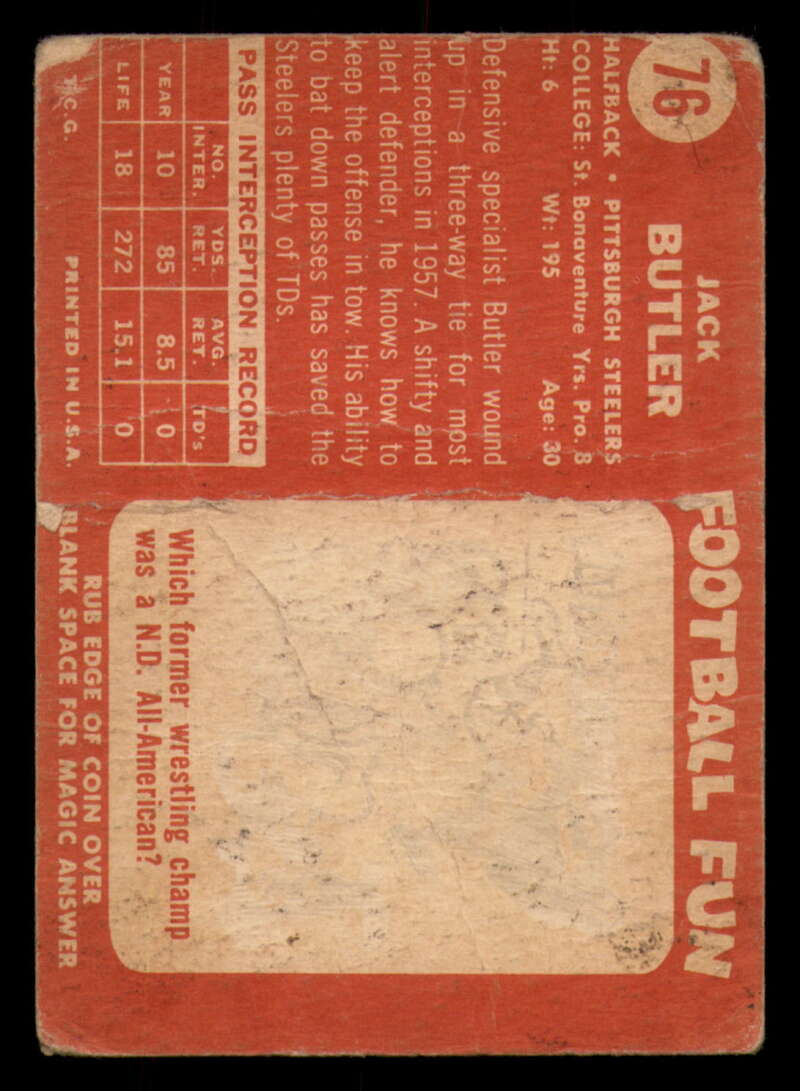 76
JACK
BUTLER
HALFBACK • PITTSBURGH STEELERS
COLLEGE: St. Bonaventure Yrs. Pro. 8
Ht: 6 Wt: 195 Age: 30
Defensive specialist Butler wound
up in a three-way tie for most
interceptions in 1957. A shifty and
alert defender, he knows how to
keep the offense in tow. His ability
to bat down passes has saved the
Steelers plenty of TDs.
PASS INTERCEPTION RECORD
NO. INTER. YDS. RET. AVG. RET. TD's
YEAR 10 85 8.5 0
LIFE 18 272 15.1 0
T.C.G. PRINTED IN U.S.A.
FOOTBALL FUN
Which former wrestling champ
was a N.D. All-American?
RUB EDGE OF COIN OVER
BLANK SPACE FOR MAGIC ANSWER